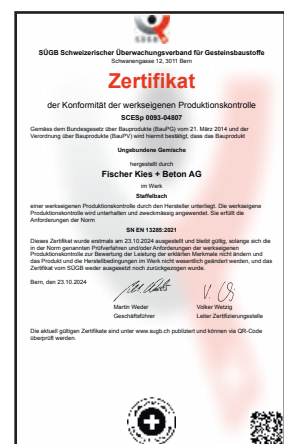 SÜGB
SÜGB Schweizerischer Überwachungsverband für Gesteinsbaustoffe
Schwanengasse 12, 3011 Bern
Zertifikat
der Konformität der werkseigenen Produktionskontrolle
SCESp 0093-04807
Gemäss dem Bundesgesetz über Bauprodukte (BauPG) vom 21. März 2014 und der
Verordnung über Bauprodukte (BauPV) wird hiermit bestätigt, dass das Bauprodukt
Ungebundene Gemische
hergestellt durch
Fischer Kies + Beton AG
im Werk
Staffelbach
einer werkseigenen Produktionskontrolle durch den Hersteller unterliegt. Die werkseigene
Produktionskontrolle wird unterhalten und zweckmässig angewendet. Sie erfüllt die
Anforderungen der Norm
SN EN 13285:2021
Dieses Zertifikat wurde erstmals am 23.10.2024 ausgestellt und bleibt gültig, solange sich die
in der Norm genannten Prüfverfahren und/oder Anforderungen der werkseigenen
Produktionskontrolle zur Bewertung der Leistung der erklärten Merkmale nicht ändern und
das Produkt und die Herstellbedingungen im Werk nicht wesentlich geändert werden, und das
Zertifikat vom SÜGB weder ausgesetzt noch zurückgezogen wurde.
Bern, den 23.10.2024
Martin Weder Volker Wetzig
Geschäftsführer Leiter Zertifizierungsstelle
Die aktuell gültigen Zertifikate sind unter www.sugb.ch publiziert und können via QR-Code
überprüft werden.